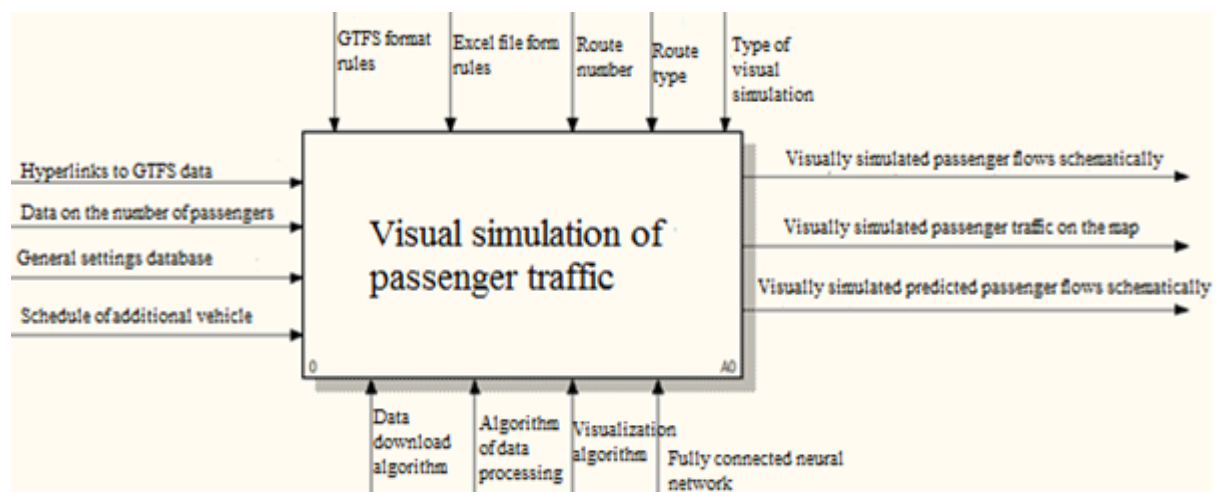 GTFS format
rules
Excel file form
rules
Route
number
Route
type
Type of
visual
simulation
Hyperlinks to GTFS data
Data on the number of passengers
General settings database
Schedule of additional vehicle
Visual simulation of
passenger traffic
0
A0
Visually simulated passenger flows schematically
Visually simulated passenger traffic on the map
Visually simulated predicted passenger flows schematically
Data
download
algorithm
Algorithm
of data
processing
Visualization
algorithm
Fully connected neural
network